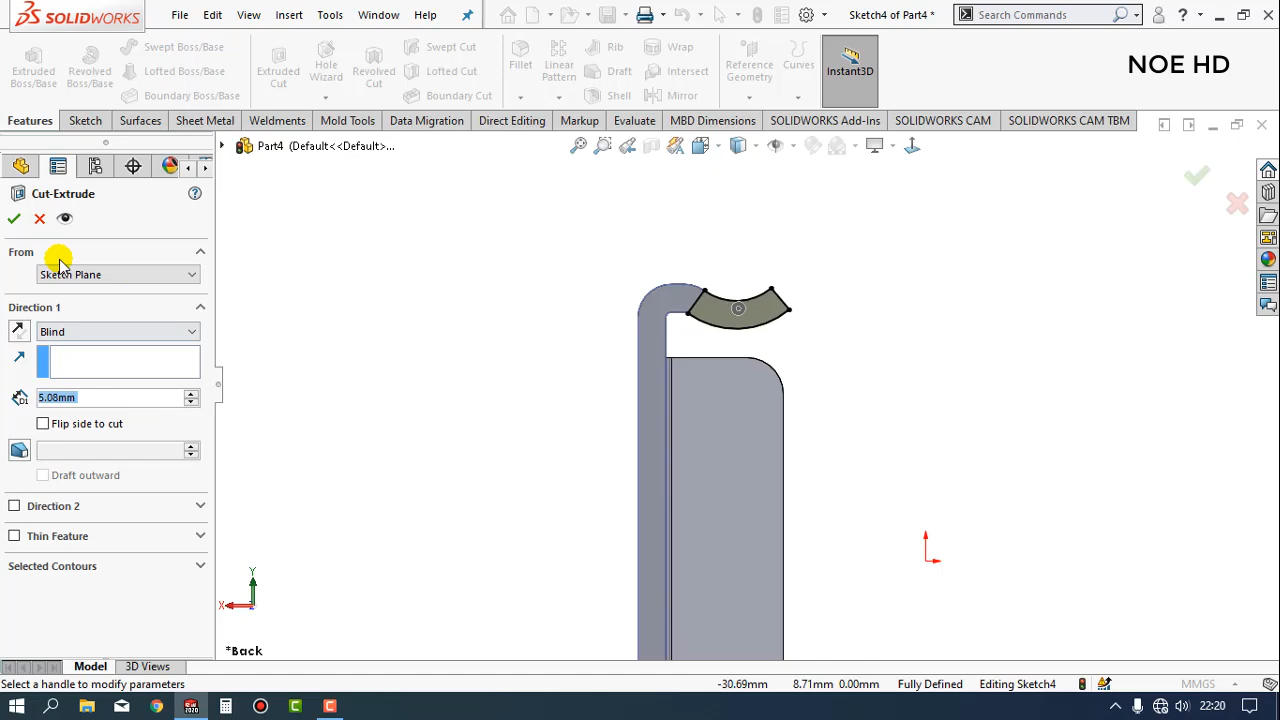 SOLIDWORKS
File Edit View Insert Tools Window Help
Sketch4 of Part4 *
Search Commands
NOE HD
Extruded Boss/Base
Revolved Boss/Base
Swept Boss/Base
Lofted Boss/Base
Boundary Boss/Base
Extruded Cut
Hole Wizard
Revolved Cut
Swept Cut
Lofted Cut
Boundary Cut
Fillet
Linear Pattern
Rib
Draft
Shell
Wrap
Intersect
Mirror
Reference Geometry
Curves
Instant3D
Features Sketch Surfaces Sheet Metal Weldments Mold Tools Data Migration Direct Editing Markup Evaluate MBD Dimensions SOLIDWORKS Add-Ins SOLIDWORKS CAM SOLIDWORKS CAM TBM
Part4 (Default<<Default>...
Cut-Extrude
From
Sketch Plane
Direction 1
Blind
5.08mm
Flip side to cut
Draft outward
Direction 2
Thin Feature
Selected Contours
Y
X
*Back
Model 3D Views
Select a handle to modify parameters
-30.69mm 8.71mm 0.00mm Fully Defined Editing Sketch4 MMGS
22:20